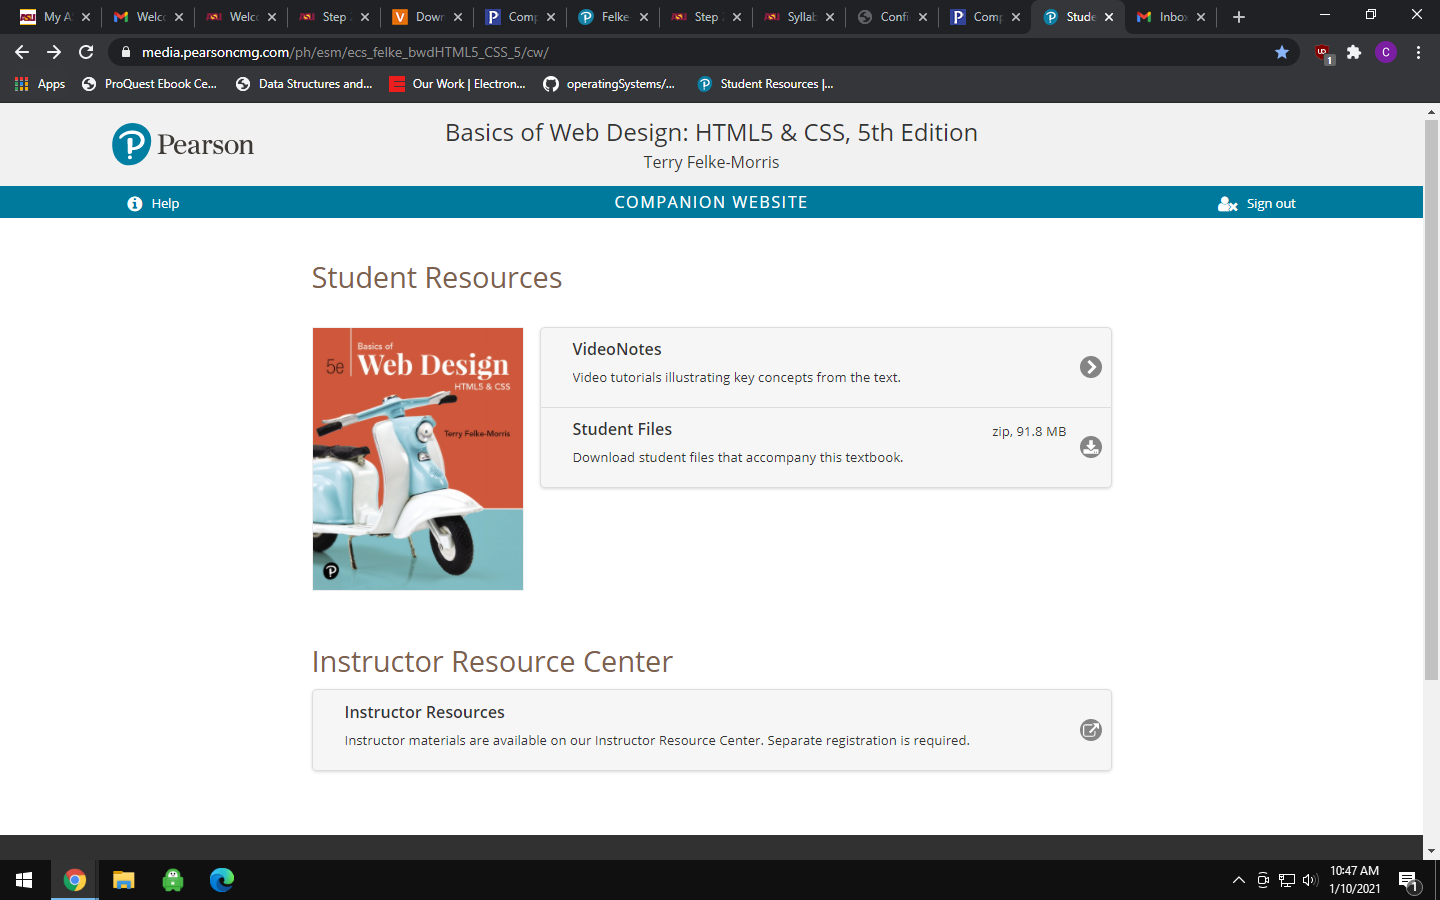 My A
Welc
Welc
Step
Down
Comp
Felke
Step
Syllab
Confi
Comp
Stude
Inbo
media.pearsoncmg.com/ph/esm/ecs_felke_bwdHTML5_CSS_5/cw/
1
C
Apps
ProQuest Ebook Ce...
Data Structures and...
Our Work | Electron...
operatingSystems/...
Student Resources |...
Pearson
Basics of Web Design: HTML5 & CSS, 5th Edition
Terry Felke-Morris
Help
COMPANION WEBSITE
Sign out
Student Resources
5e
Basics of
Web Design
HTML5 & CSS
Terry Felke-Morris
VideoNotes
Video tutorials illustrating key concepts from the text.
Student Files
zip, 91.8 MB
Download student files that accompany this textbook.
Instructor Resource Center
Instructor Resources
Instructor materials are available on our Instructor Resource Center. Separate registration is required.
10:47 AM
1/10/2021
1